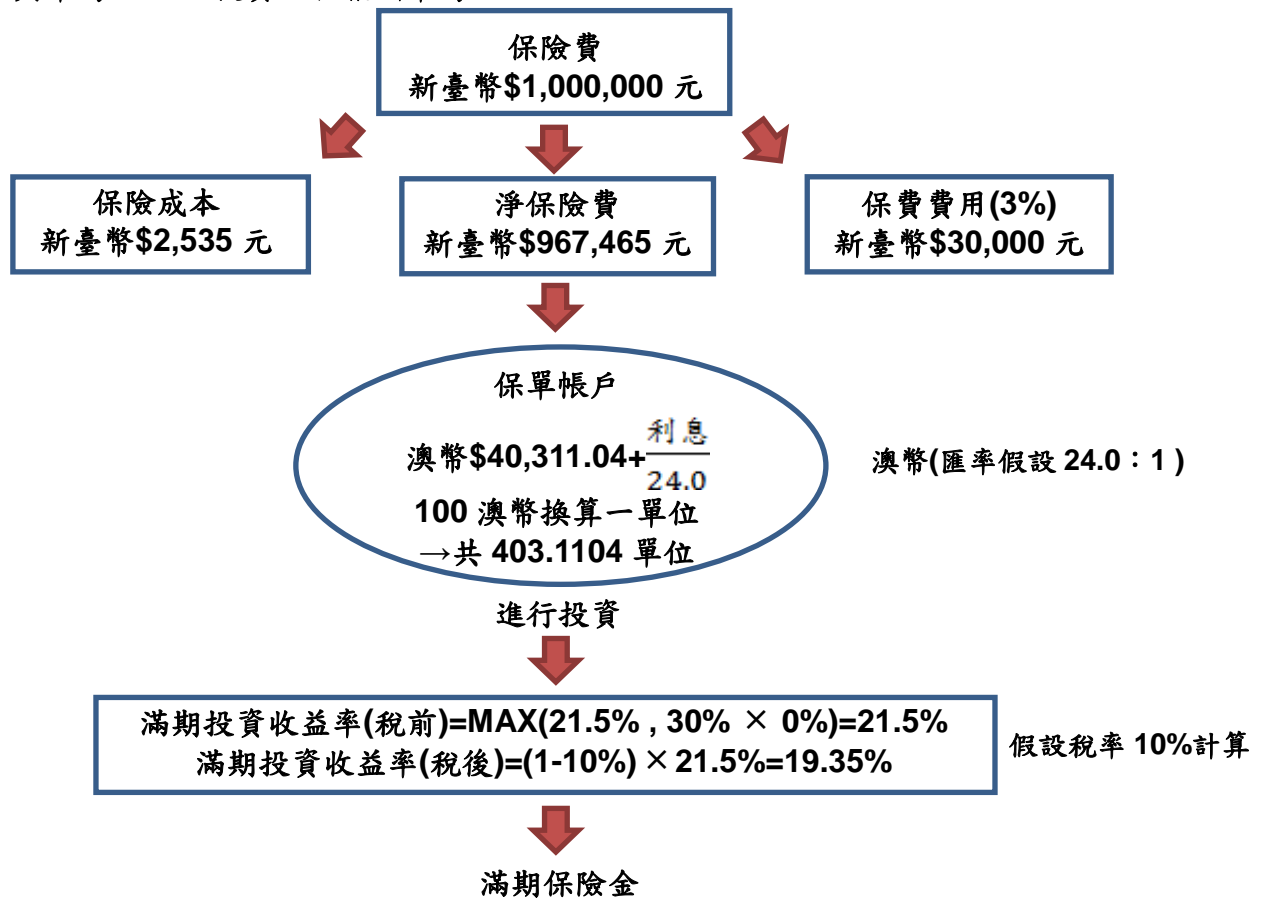 保險費
新臺幣$1,000,000 元
保險成本
新臺幣$2,535 元
淨保險費
新臺幣$967,465 元
保費費用(3%)
新臺幣$30,000 元
保單帳戶
澳幣$40,311.04+利息/24.0
100 澳幣換算一單位
→共 403.1104 單位
澳幣(匯率假設 24.0:1 )
進行投資
滿期投資收益率(稅前)=MAX(21.5% , 30% × 0%)=21.5%
滿期投資收益率(稅後)=(1-10%) × 21.5%=19.35%
假設稅率 10%計算
滿期保險金